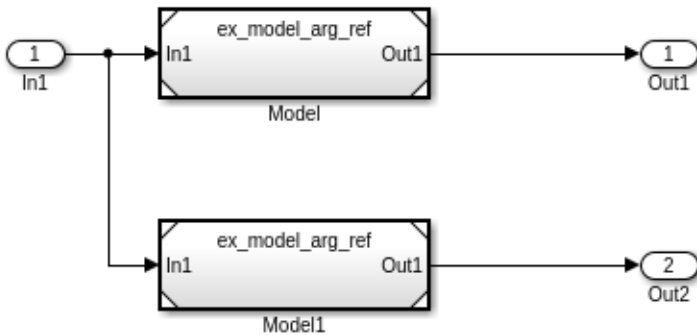 ex_model_arg_ref
1 In1 Out1 1
In1 Out1
Model
ex_model_arg_ref
In1 Out1 2
Out2
Model1